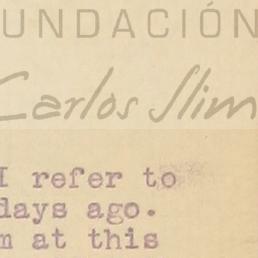 UNDACIÓN
Carlos Slim
I refer to
days ago.
m at this